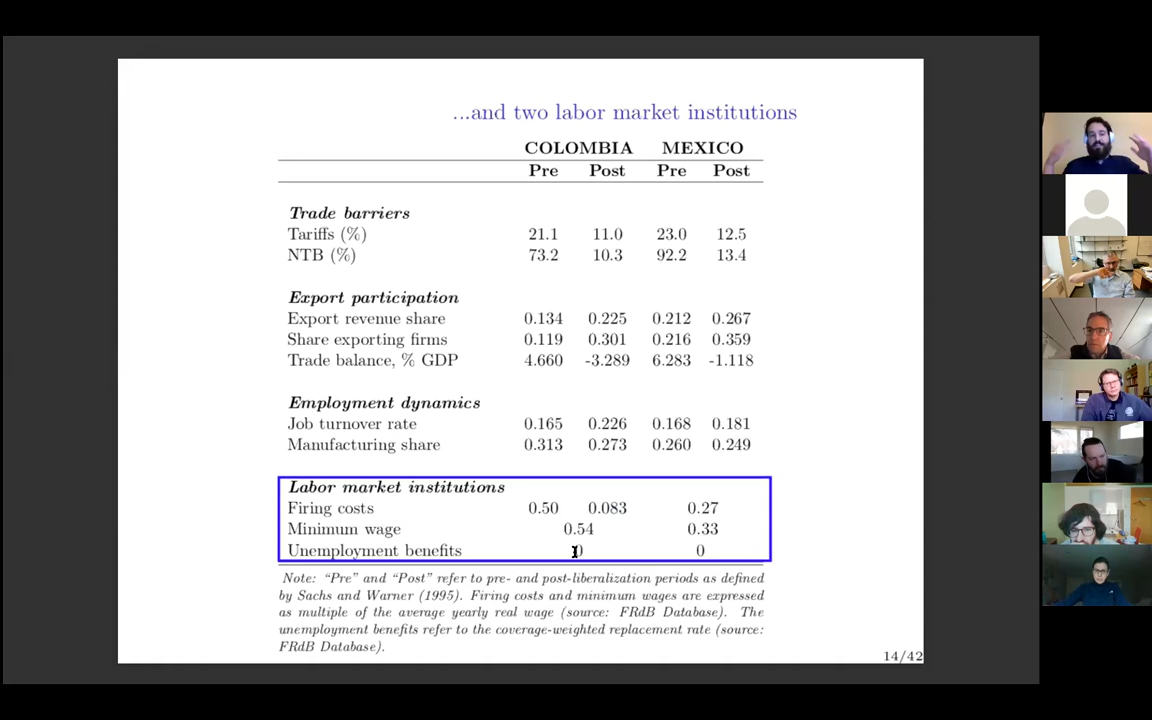 ...and two labor market institutions
COLOMBIA MEXICO
Pre Post Pre Post
Trade barriers
Tariffs (%) 21.1 11.0 23.0 12.5
NTB (%) 73.2 10.3 92.2 13.4
Export participation
Export revenue share 0.134 0.225 0.212 0.267
Share exporting firms 0.119 0.301 0.216 0.359
Trade balance, % GDP 4.660 -3.289 6.283 -1.118
Employment dynamics
Job turnover rate 0.165 0.226 0.168 0.181
Manufacturing share 0.313 0.273 0.260 0.249
Labor market institutions
Firing costs 0.50 0.083 0.27
Minimum wage 0.54 0.33
Unemployment benefits 0 0
Note: “Pre” and “Post” refer to pre- and post-liberalization periods as defined
by Sachs and Warner (1995). Firing costs and minimum wages are expressed
as multiple of the average yearly real wage (source: FRdB Database). The
unemployment benefits refer to the coverage-weighted replacement rate (source:
FRdB Database).
14/42